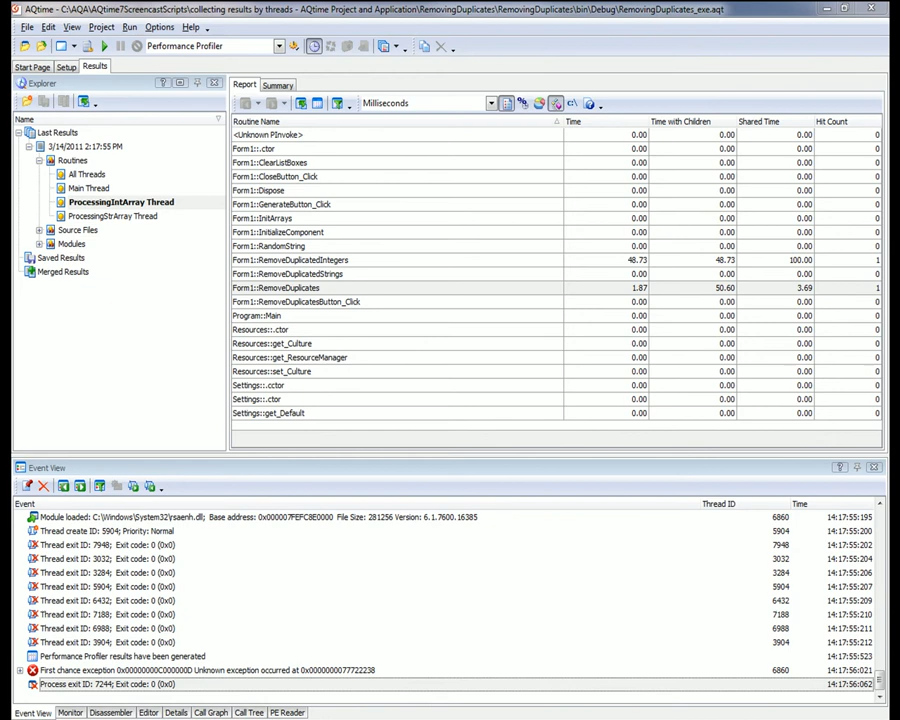 AQtime - C:\AQA\AQtime7ScreencastScripts\collecting results by threads - AQtime Project and Application\RemovingDuplicates\RemovingDuplicates\bin\Debug\RemovingDuplicates_exe.aqt
File Edit View Project Run Options Help
Performance Profiler
Start Page Setup Results
Explorer
Name
Last Results
3/14/2011 2:17:55 PM
Routines
All Threads
Main Thread
ProcessingIntArray Thread
ProcessingStrArray Thread
Source Files
Modules
Saved Results
Merged Results
Report Summary
Milliseconds
Routine Name Time Time with Children Shared Time Hit Count
<Unknown PInvoke> 0.00 0.00 0.00 0
Form1::.ctor 0.00 0.00 0.00 0
Form1::ClearListBoxes 0.00 0.00 0.00 0
Form1::CloseButton_Click 0.00 0.00 0.00 0
Form1::Dispose 0.00 0.00 0.00 0
Form1::GenerateButton_Click 0.00 0.00 0.00 0
Form1::InitArrays 0.00 0.00 0.00 0
Form1::InitializeComponent 0.00 0.00 0.00 0
Form1::RandomString 0.00 0.00 0.00 0
Form1::RemoveDuplicatedIntegers 48.73 48.73 100.00 1
Form1::RemoveDuplicatedStrings 0.00 0.00 0.00 0
Form1::RemoveDuplicates 1.87 50.60 3.69 1
Form1::RemoveDuplicatesButton_Click 0.00 0.00 0.00 0
Program::Main 0.00 0.00 0.00 0
Resources::.ctor 0.00 0.00 0.00 0
Resources::get_Culture 0.00 0.00 0.00 0
Resources::get_ResourceManager 0.00 0.00 0.00 0
Resources::set_Culture 0.00 0.00 0.00 0
Settings::.cctor 0.00 0.00 0.00 0
Settings::.ctor 0.00 0.00 0.00 0
Settings::get_Default 0.00 0.00 0.00 0
Event View
Event Thread ID Time
Module loaded: C:\Windows\System32\rsaenh.dll; Base address: 0x000007FEFC8E0000 File Size: 281256 Version: 6.1.7600.16385 6860 14:17:55:195
Thread create ID: 5904; Priority: Normal 5904 14:17:55:200
Thread exit ID: 7948; Exit code: 0 (0x0) 7948 14:17:55:202
Thread exit ID: 3032; Exit code: 0 (0x0) 3032 14:17:55:204
Thread exit ID: 3284; Exit code: 0 (0x0) 3284 14:17:55:206
Thread exit ID: 5904; Exit code: 0 (0x0) 5904 14:17:55:207
Thread exit ID: 6432; Exit code: 0 (0x0) 6432 14:17:55:209
Thread exit ID: 7188; Exit code: 0 (0x0) 7188 14:17:55:210
Thread exit ID: 6988; Exit code: 0 (0x0) 6988 14:17:55:211
Thread exit ID: 3904; Exit code: 0 (0x0) 3904 14:17:55:212
Performance Profiler results have been generated 14:17:55:523
First chance exception 0x00000000C000000D Unknown exception occurred at 0x0000000077722238 6860 14:17:56:021
Process exit ID: 7244; Exit code: 0 (0x0) 14:17:56:062
Event View Monitor Disassembler Editor Details Call Graph Call Tree PE Reader